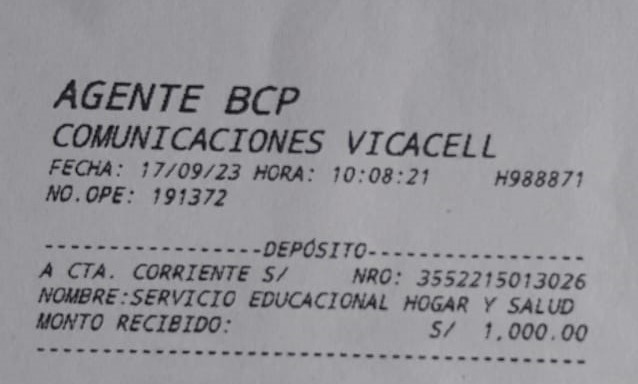 AGENTE BCP
COMUNICACIONES VICACELL
FECHA: 17/09/23 HORA: 10:08:21 H988871
NO.OPE: 191372
-----------------DEPÓSITO-----------------
A CTA. CORRIENTE S/ NRO: 3552215013026
NOMBRE:SERVICIO EDUCACIONAL HOGAR Y SALUD
MONTO RECIBIDO: S/ 1,000.00
------------------------------------------